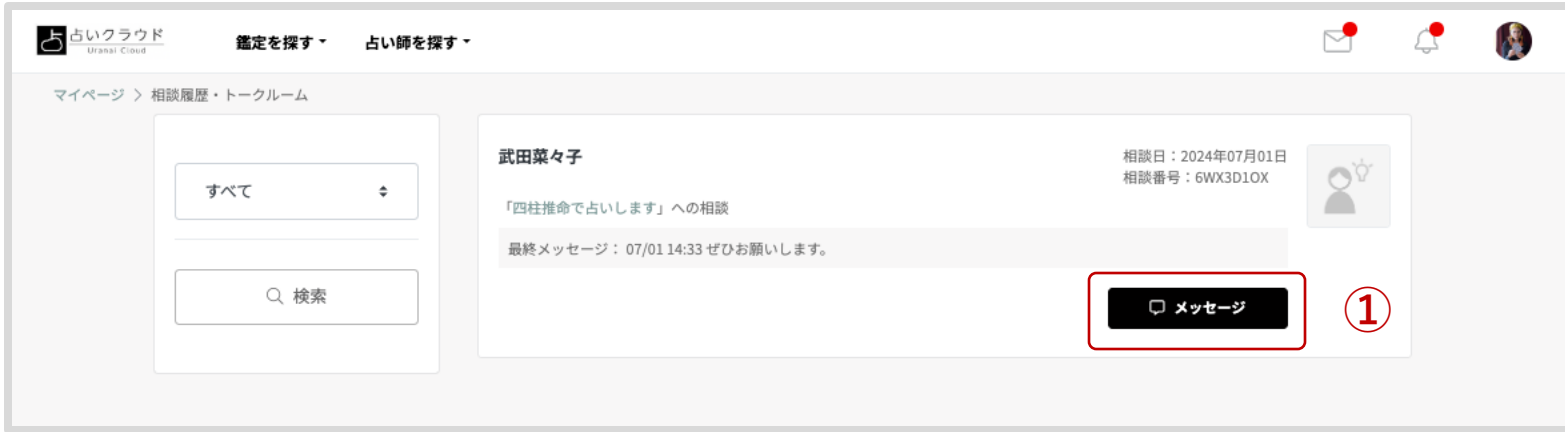 占 占いクラウド
Uranai Cloud
鑑定を探す
占い師を探す
マイページ 〉 相談履歴・トークルーム
すべて
検索
武田菜々子
相談日：2024年07月01日
相談番号：6WX3D1OX
「四柱推命で占いします」への相談
最終メッセージ： 07/01 14:33 ぜひお願いします。
メッセージ
①